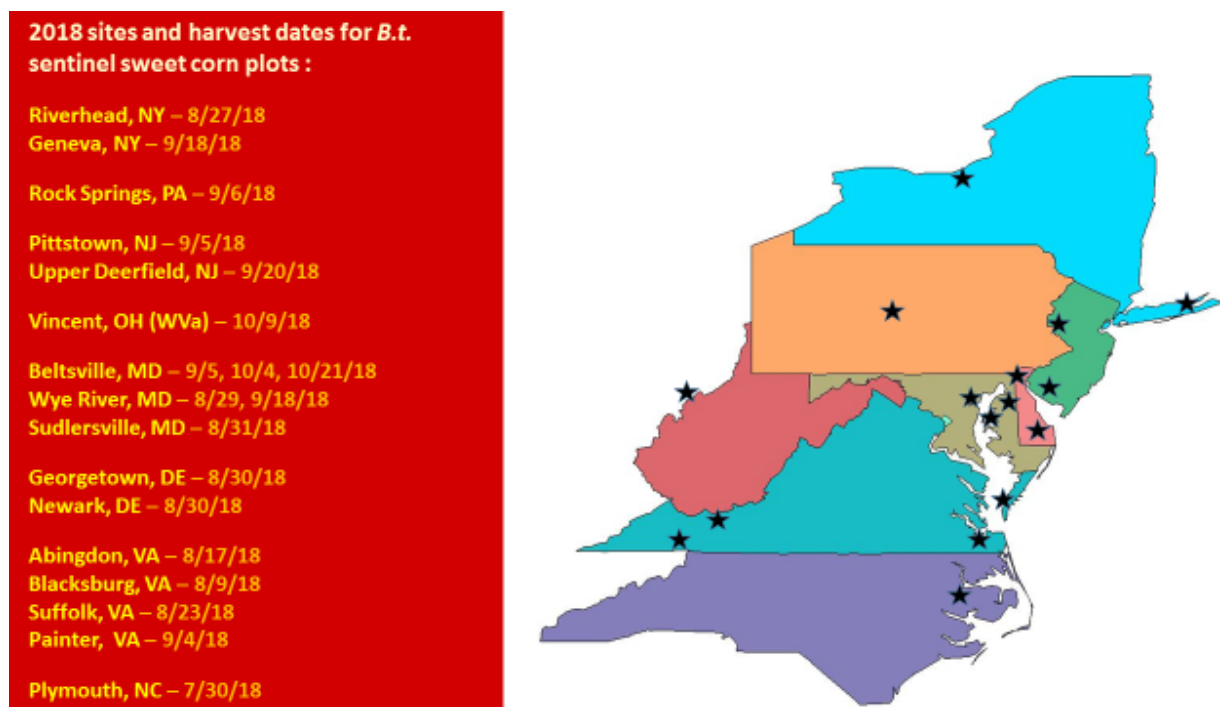 2018 sites and harvest dates for B.t.
sentinel sweet corn plots :
Riverhead, NY – 8/27/18
Geneva, NY – 9/18/18
Rock Springs, PA – 9/6/18
Pittstown, NJ – 9/5/18
Upper Deerfield, NJ – 9/20/18
Vincent, OH (WVa) – 10/9/18
Beltsville, MD – 9/5, 10/4, 10/21/18
Wye River, MD – 8/29, 9/18/18
Sudlersville, MD – 8/31/18
Georgetown, DE – 8/30/18
Newark, DE – 8/30/18
Abingdon, VA – 8/17/18
Blacksburg, VA – 8/9/18
Suffolk, VA – 8/23/18
Painter, VA – 9/4/18
Plymouth, NC – 7/30/18